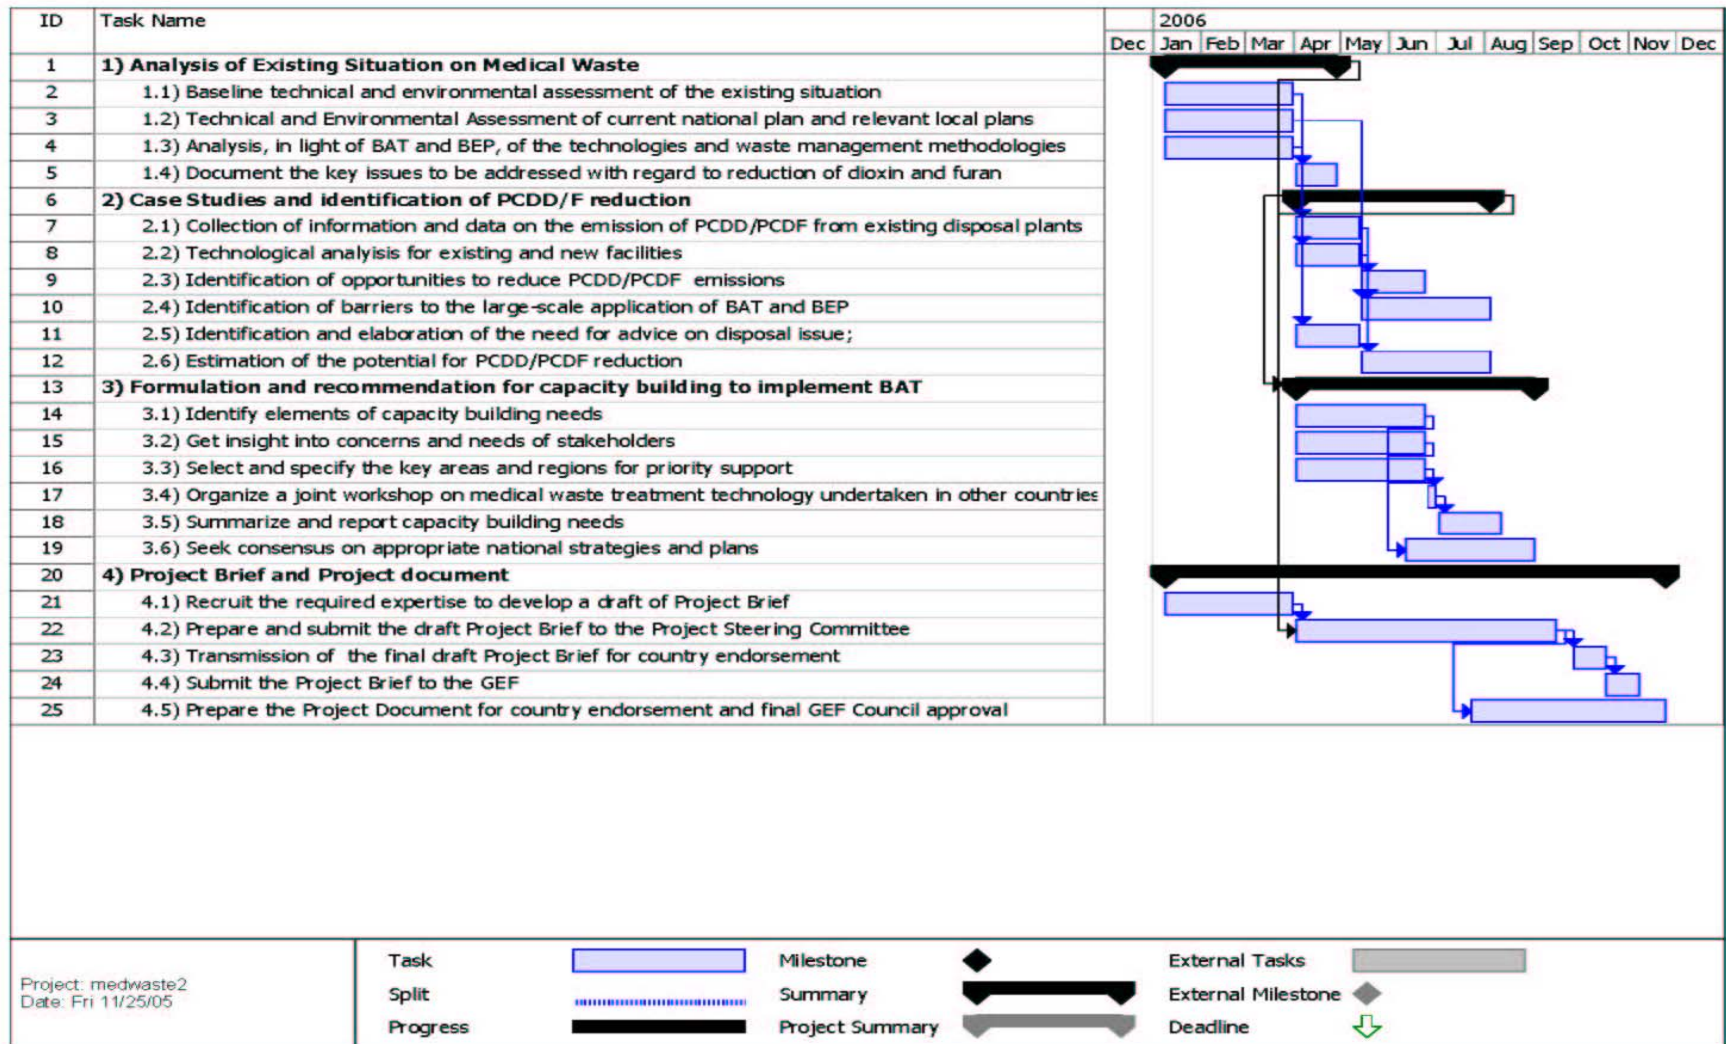 ID Task Name 2006
Dec Jan Feb Mar Apr May Jun Jul Aug Sep Oct Nov Dec
1 1) Analysis of Existing Situation on Medical Waste
2 1.1) Baseline technical and environmental assessment of the existing situation
3 1.2) Technical and Environmental Assessment of current national plan and relevant local plans
4 1.3) Analysis, in light of BAT and BEP, of the technologies and waste management methodologies
5 1.4) Document the key issues to be addressed with regard to reduction of dioxin and furan
6 2) Case Studies and identification of PCDD/F reduction
7 2.1) Collection of information and data on the emission of PCDD/PCDF from existing disposal plants
8 2.2) Technological analyisis for existing and new facilities
9 2.3) Identification of opportunities to reduce PCDD/PCDF emissions
10 2.4) Identification of barriers to the large-scale application of BAT and BEP
11 2.5) Identification and elaboration of the need for advice on disposal issue;
12 2.6) Estimation of the potential for PCDD/PCDF reduction
13 3) Formulation and recommendation for capacity building to implement BAT
14 3.1) Identify elements of capacity building needs
15 3.2) Get insight into concerns and needs of stakeholders
16 3.3) Select and specify the key areas and regions for priority support
17 3.4) Organize a joint workshop on medical waste treatment technology undertaken in other countries
18 3.5) Summarize and report capacity building needs
19 3.6) Seek consensus on appropriate national strategies and plans
20 4) Project Brief and Project document
21 4.1) Recruit the required expertise to develop a draft of Project Brief
22 4.2) Prepare and submit the draft Project Brief to the Project Steering Committee
23 4.3) Transmission of the final draft Project Brief for country endorsement
24 4.4) Submit the Project Brief to the GEF
25 4.5) Prepare the Project Document for country endorsement and final GEF Council approval
Project: medwaste2
Date: Fri 11/25/05
Task Milestone External Tasks
Split Summary External Milestone
Progress Project Summary Deadline